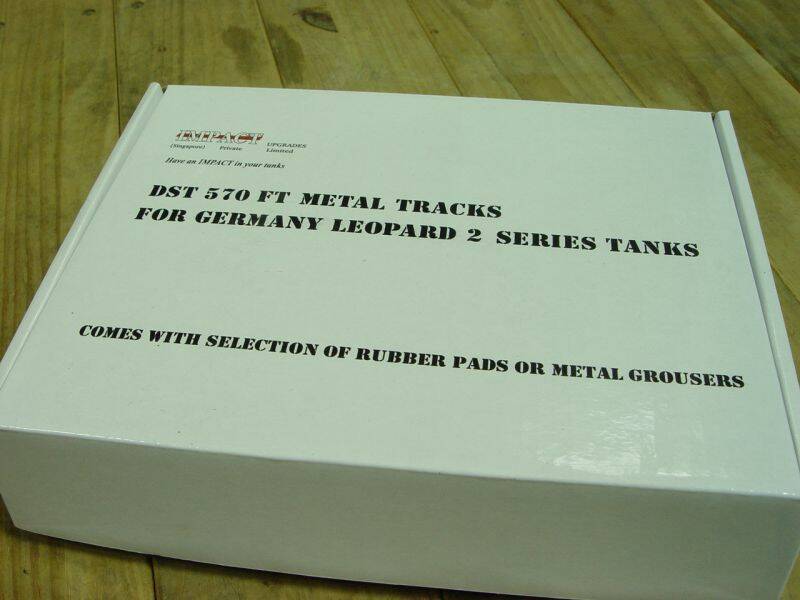 IMPACT UPGRADES
(Singapore) Private Limited
Have an IMPACT in your tanks
DST 570 FT METAL TRACKS
FOR GERMANY LEOPARD 2 SERIES TANKS
COMES WITH SELECTION OF RUBBER PADS OR METAL GROUSERS